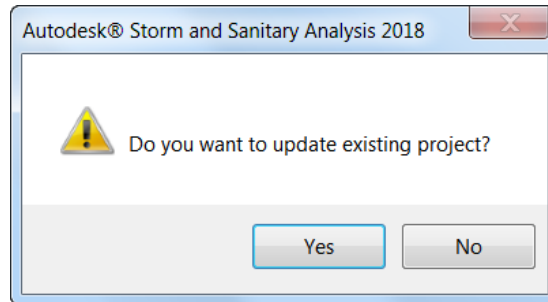 Autodesk® Storm and Sanitary Analysis 2018
Do you want to update existing project?
Yes
No